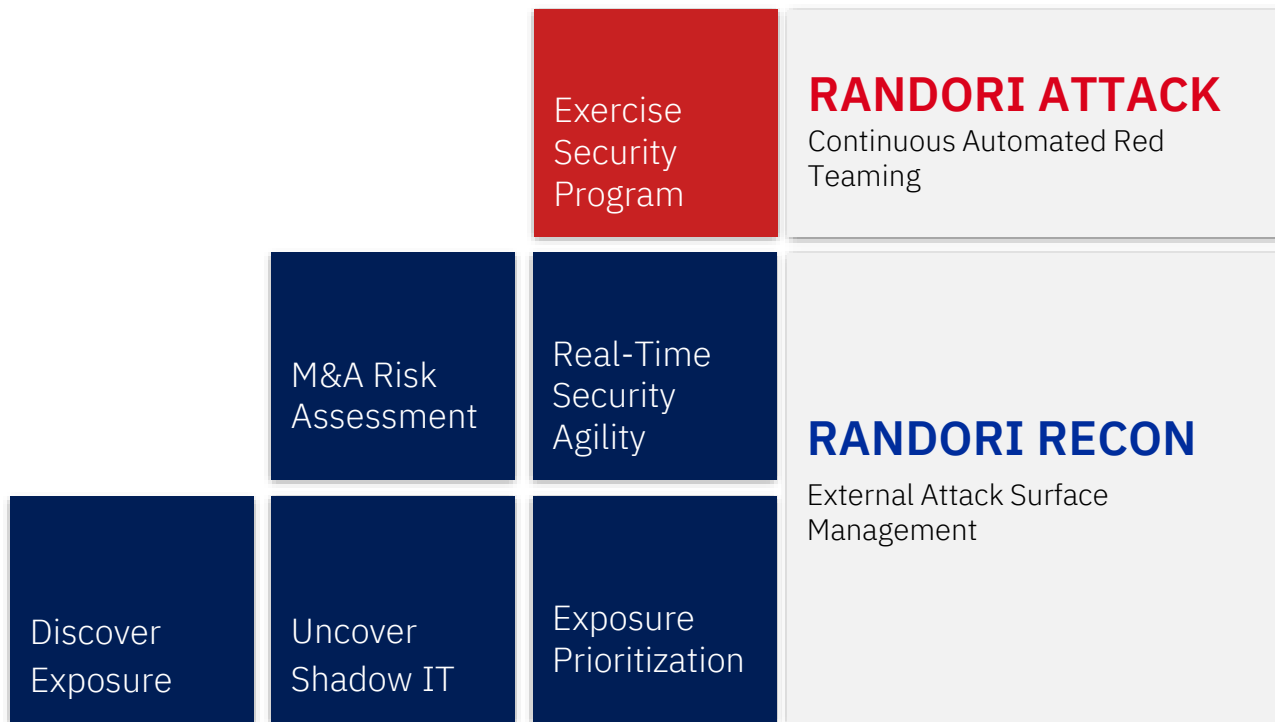 Exercise
Security
Program
RANDORI ATTACK
Continuous Automated Red
Teaming
M&A Risk
Assessment
Real-Time
Security
Agility
RANDORI RECON
External Attack Surface
Management
Discover
Exposure
Uncover
Shadow IT
Exposure
Prioritization